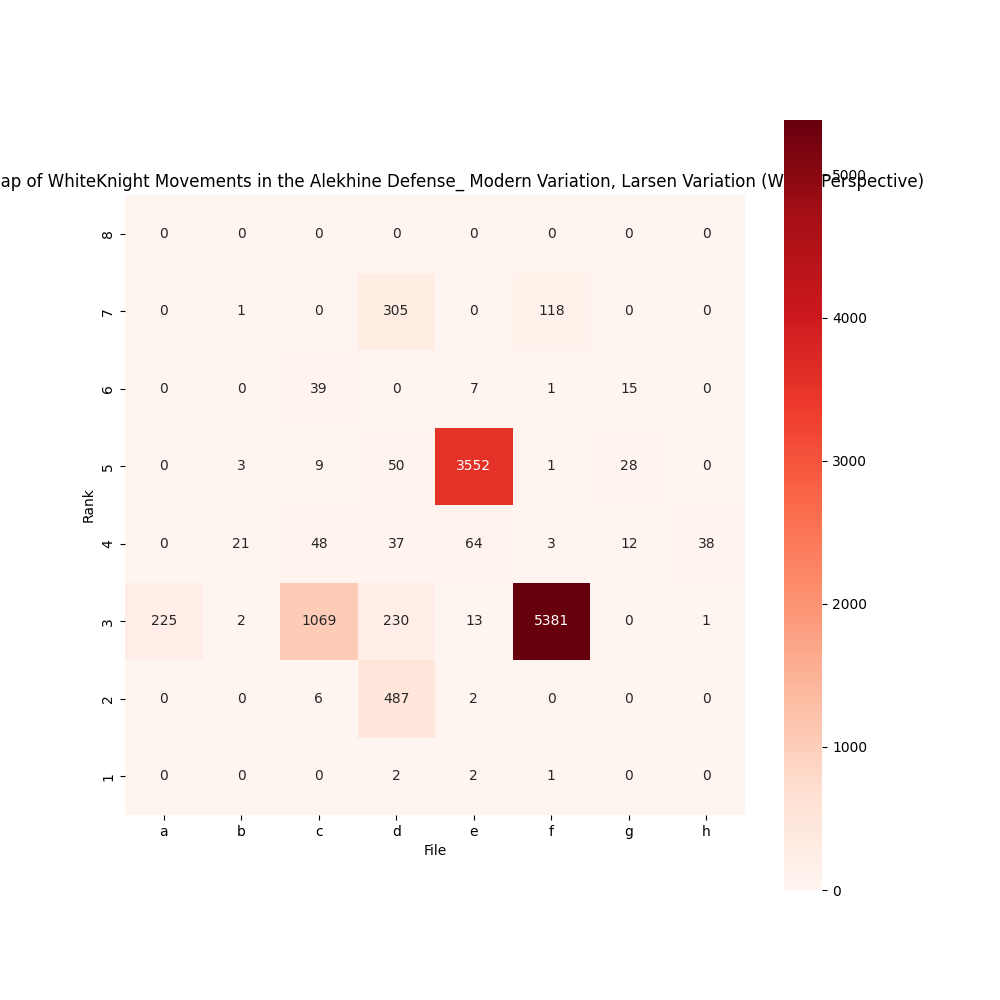 ap of WhiteKnight Movements in the Alekhine Defense_ Modern Variation, Larsen Variation (W Perspective)
5000
8 0 0 0 0 0 0 0 0
7 0 1 0 305 0 118 0 0
4000
6 0 0 39 0 7 1 15 0
5 0 3 9 50 3552 1 28 0
3000
Rank
4 0 21 48 37 64 3 12 38
2000
3 225 2 1069 230 13 5381 0 1
2 0 0 6 487 2 0 0 0
1000
1 0 0 0 2 2 1 0 0
a b c d e f g h
File
0